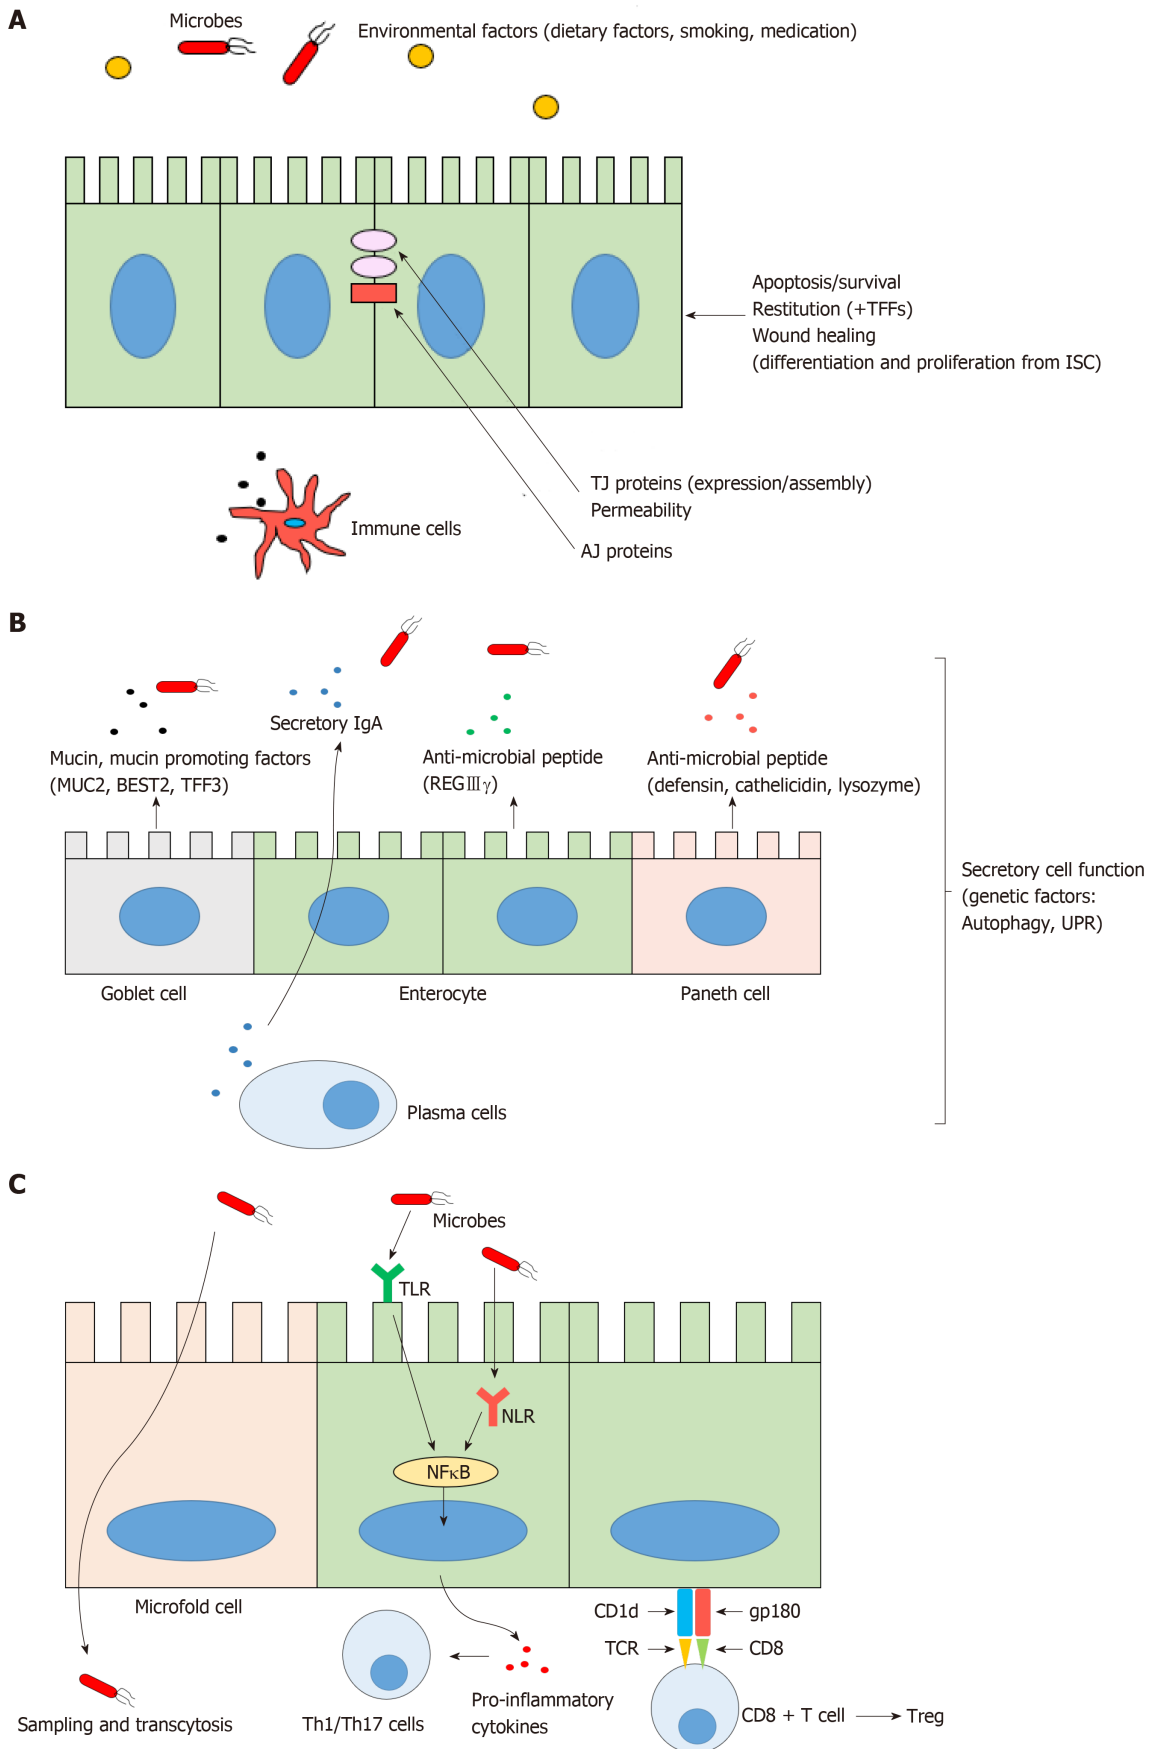 A
Microbes
Environmental factors (dietary factors, smoking, medication)
Apoptosis/survival
Restitution (+TFFs)
Wound healing
(differentiation and proliferation from ISC)
TJ proteins (expression/assembly)
Permeability
Immune cells
AJ proteins
B
Secretory IgA
Mucin, mucin promoting factors
(MUC2, BEST2, TFF3)
Anti-microbial peptide
(REGⅢγ)
Anti-microbial peptide
(defensin, cathelicidin, lysozyme)
Secretory cell function
(genetic factors:
Autophagy, UPR)
Goblet cell
Enterocyte
Paneth cell
Plasma cells
C
Microbes
TLR
NLR
NFκB
Microfold cell
CD1d
gp180
TCR
CD8
Sampling and transcytosis
Th1/Th17 cells
Pro-inflammatory
cytokines
CD8 + T cell
Treg